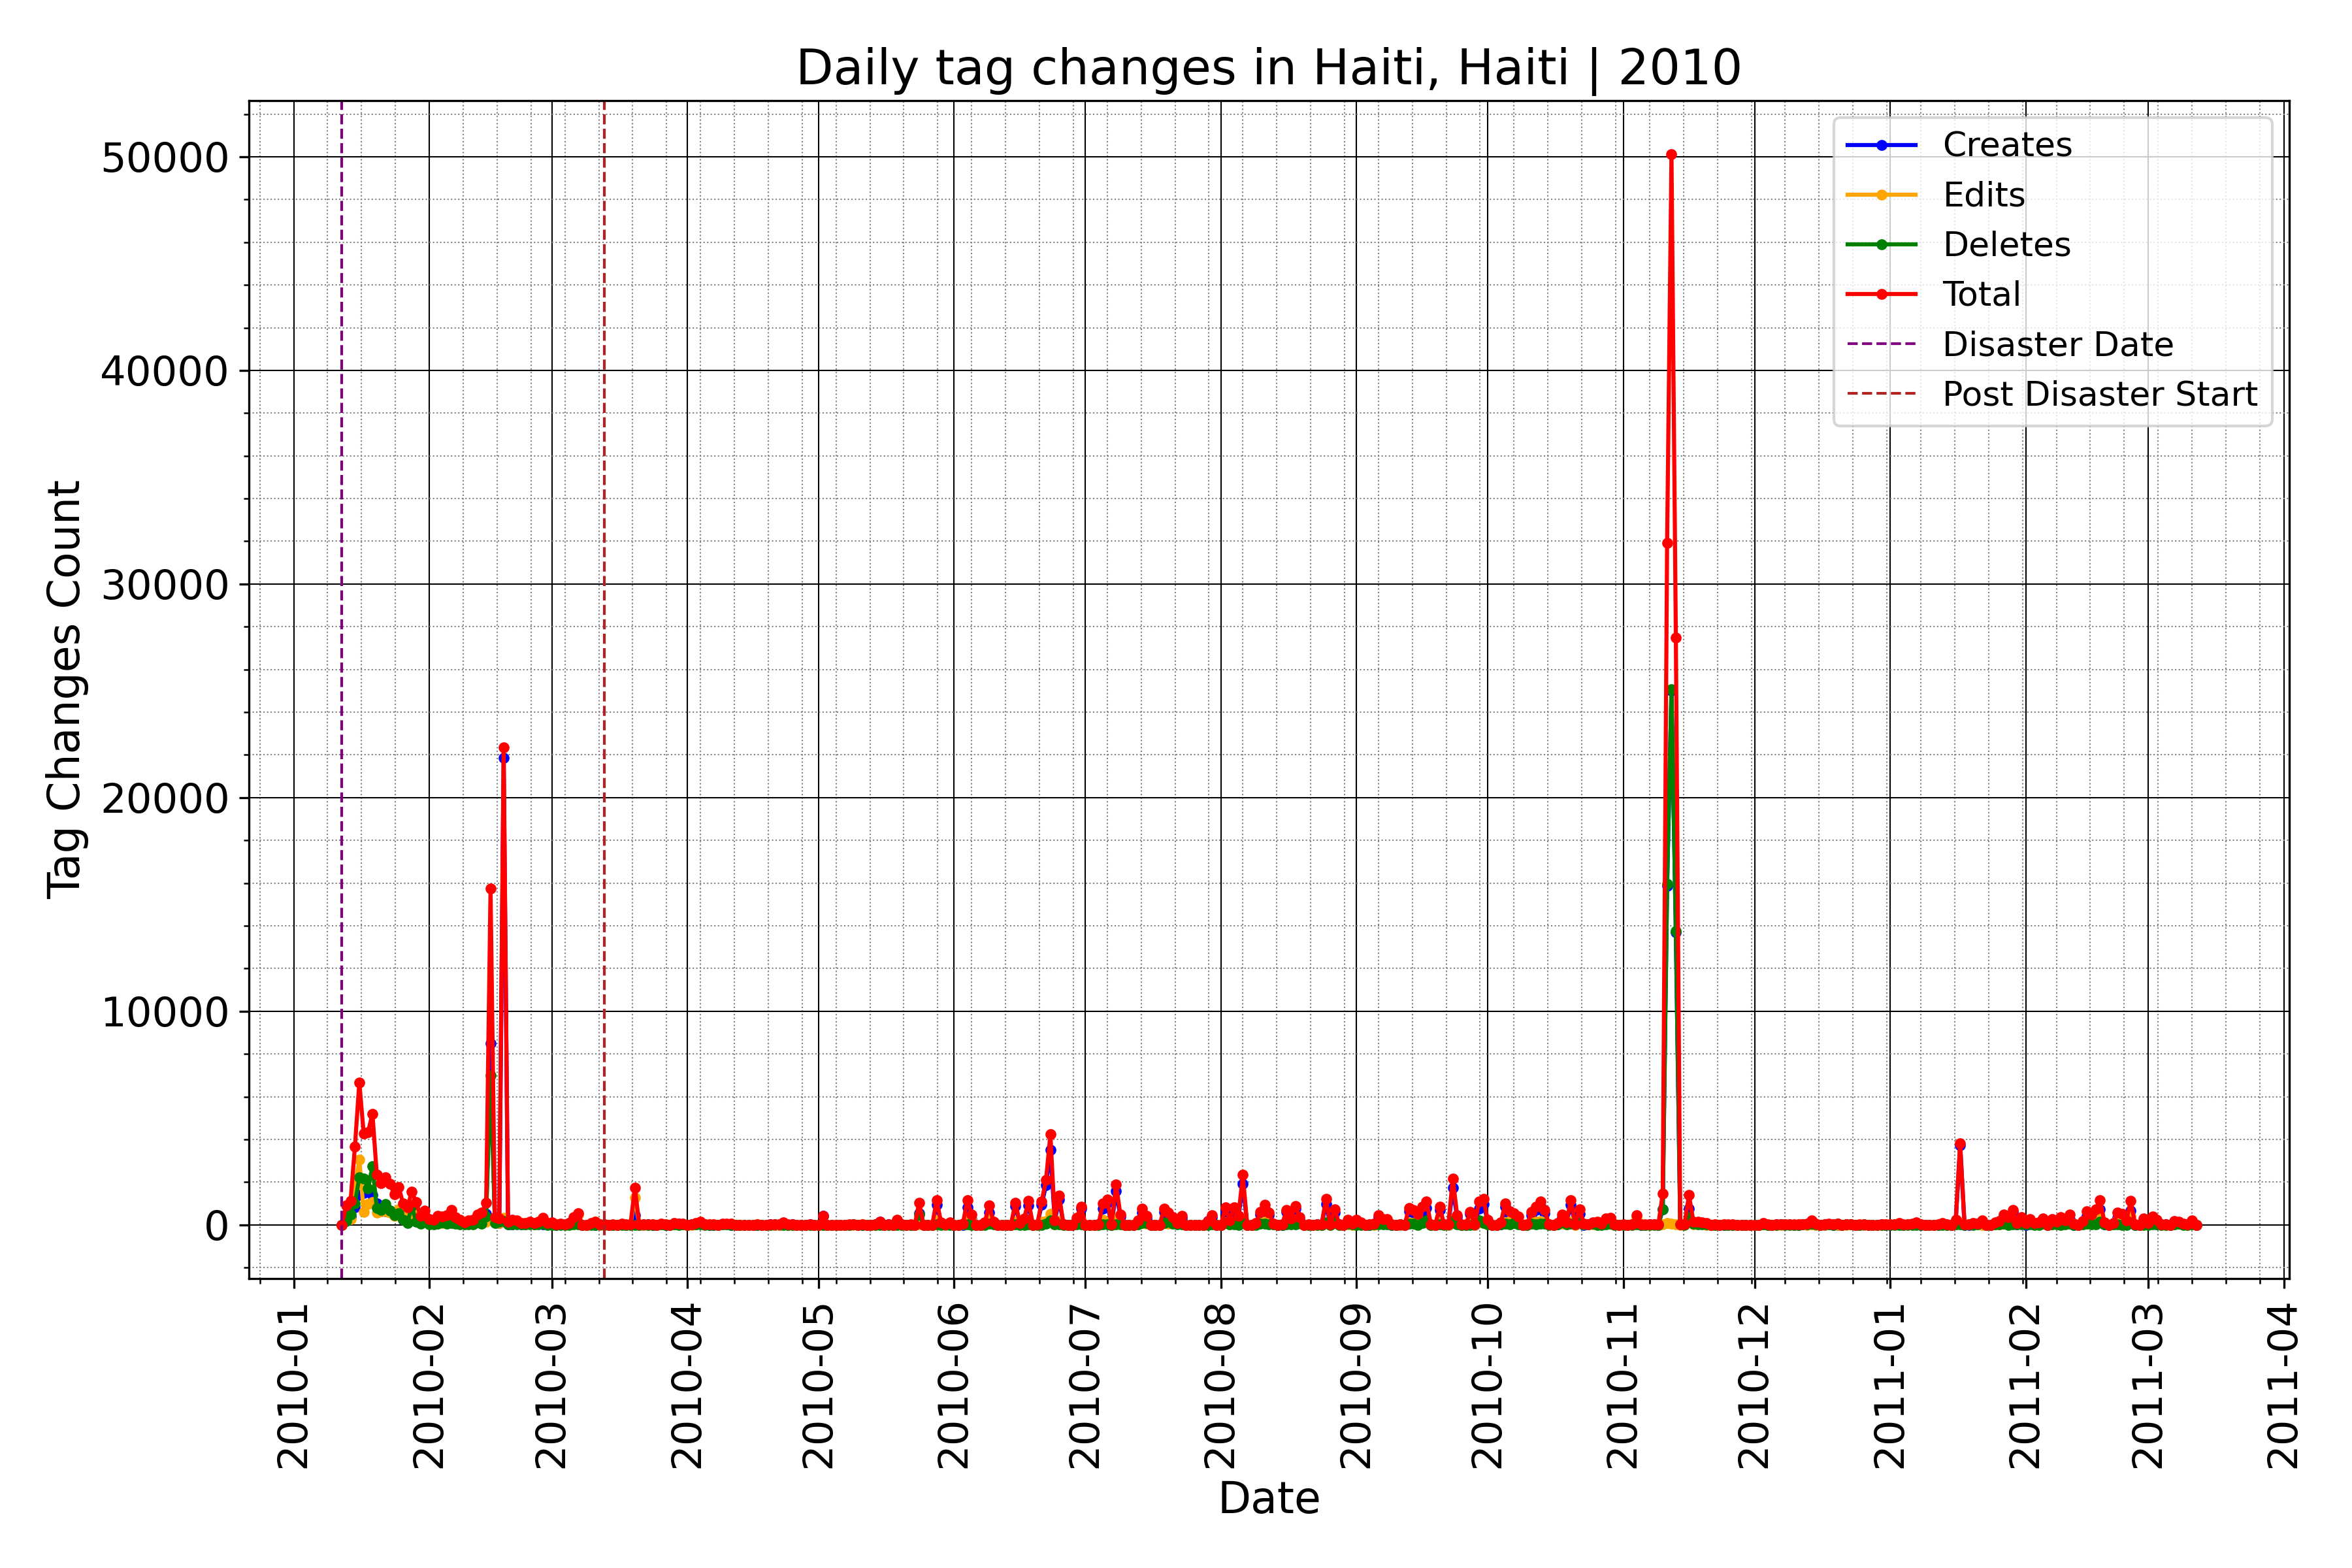 Daily tag changes in Haiti, Haiti | 2010
Tag Changes Count
50000
40000
30000
20000
10000
0
Creates
Edits
Deletes
Total
Disaster Date
Post Disaster Start
2010-01
2010-02
2010-03
2010-04
2010-05
2010-06
2010-07
2010-08
2010-09
2010-10
2010-11
2010-12
2011-01
2011-02
2011-03
2011-04
Date